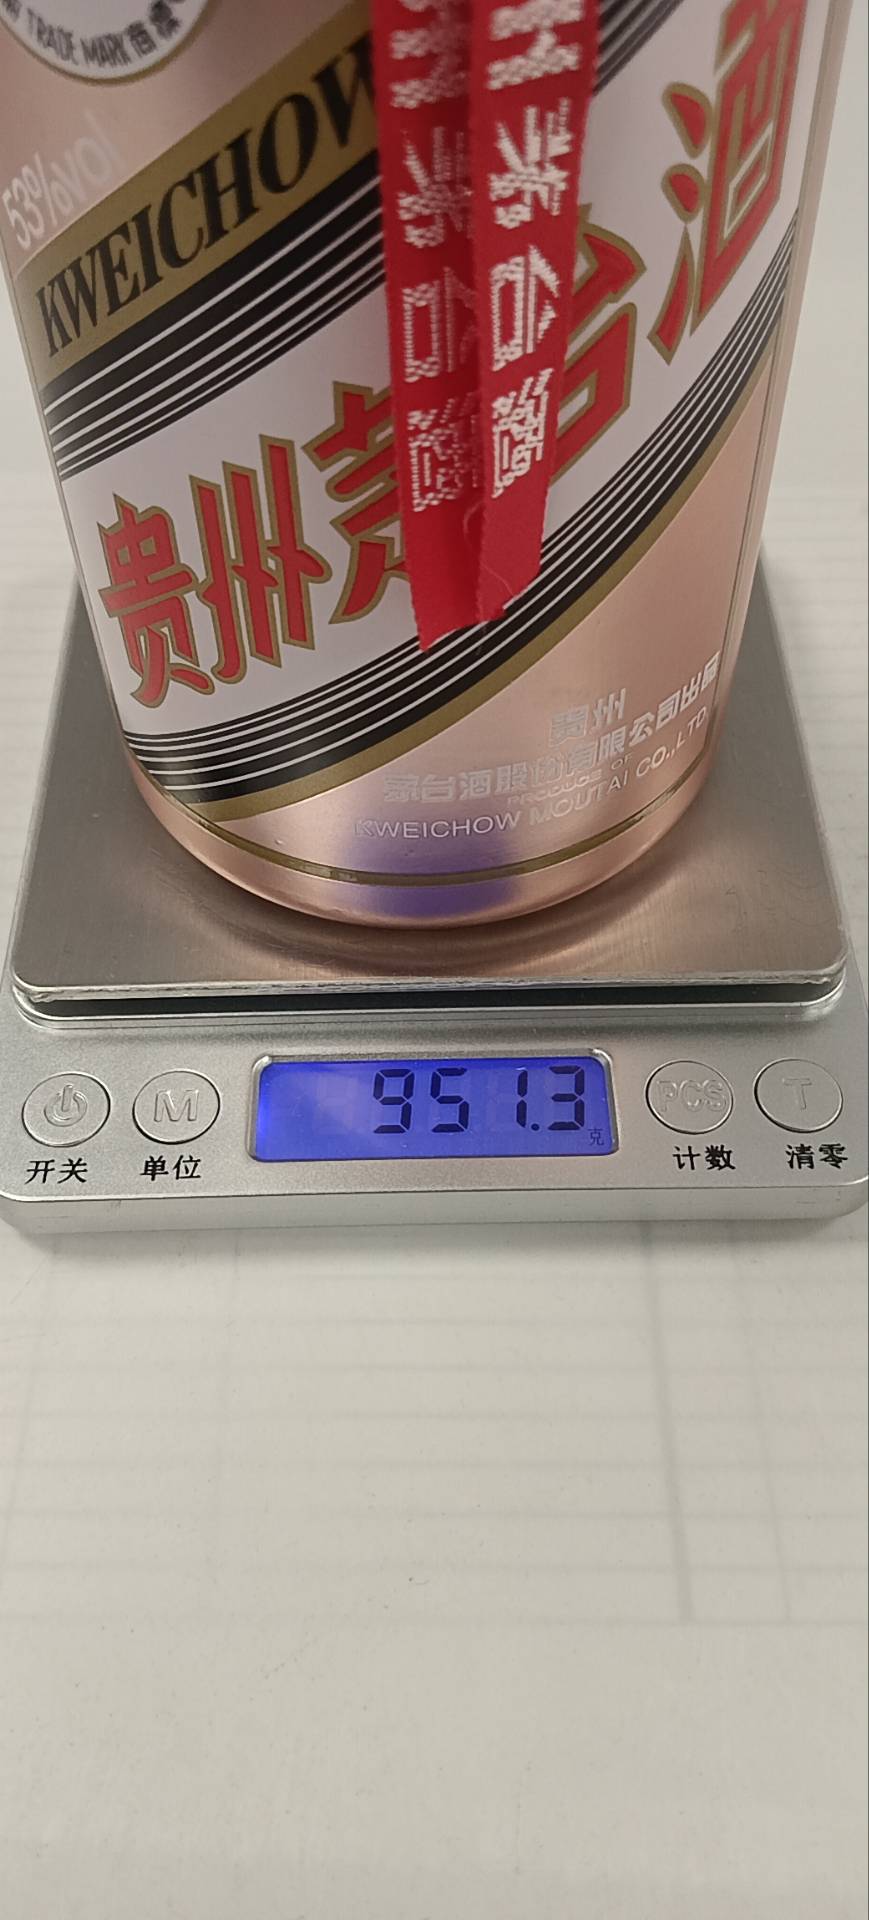 TRADE MARK 商標
53%vol
KWEICHOW
贵州茅台酒
茅台酒
茅台酒
贵州
茅台酒股份有限公司出品
PRODUCE OF
KWEICHOW MOUTAI CO.,LTD.
951.3
克
M
PCS
T
开关
单位
计数
清零